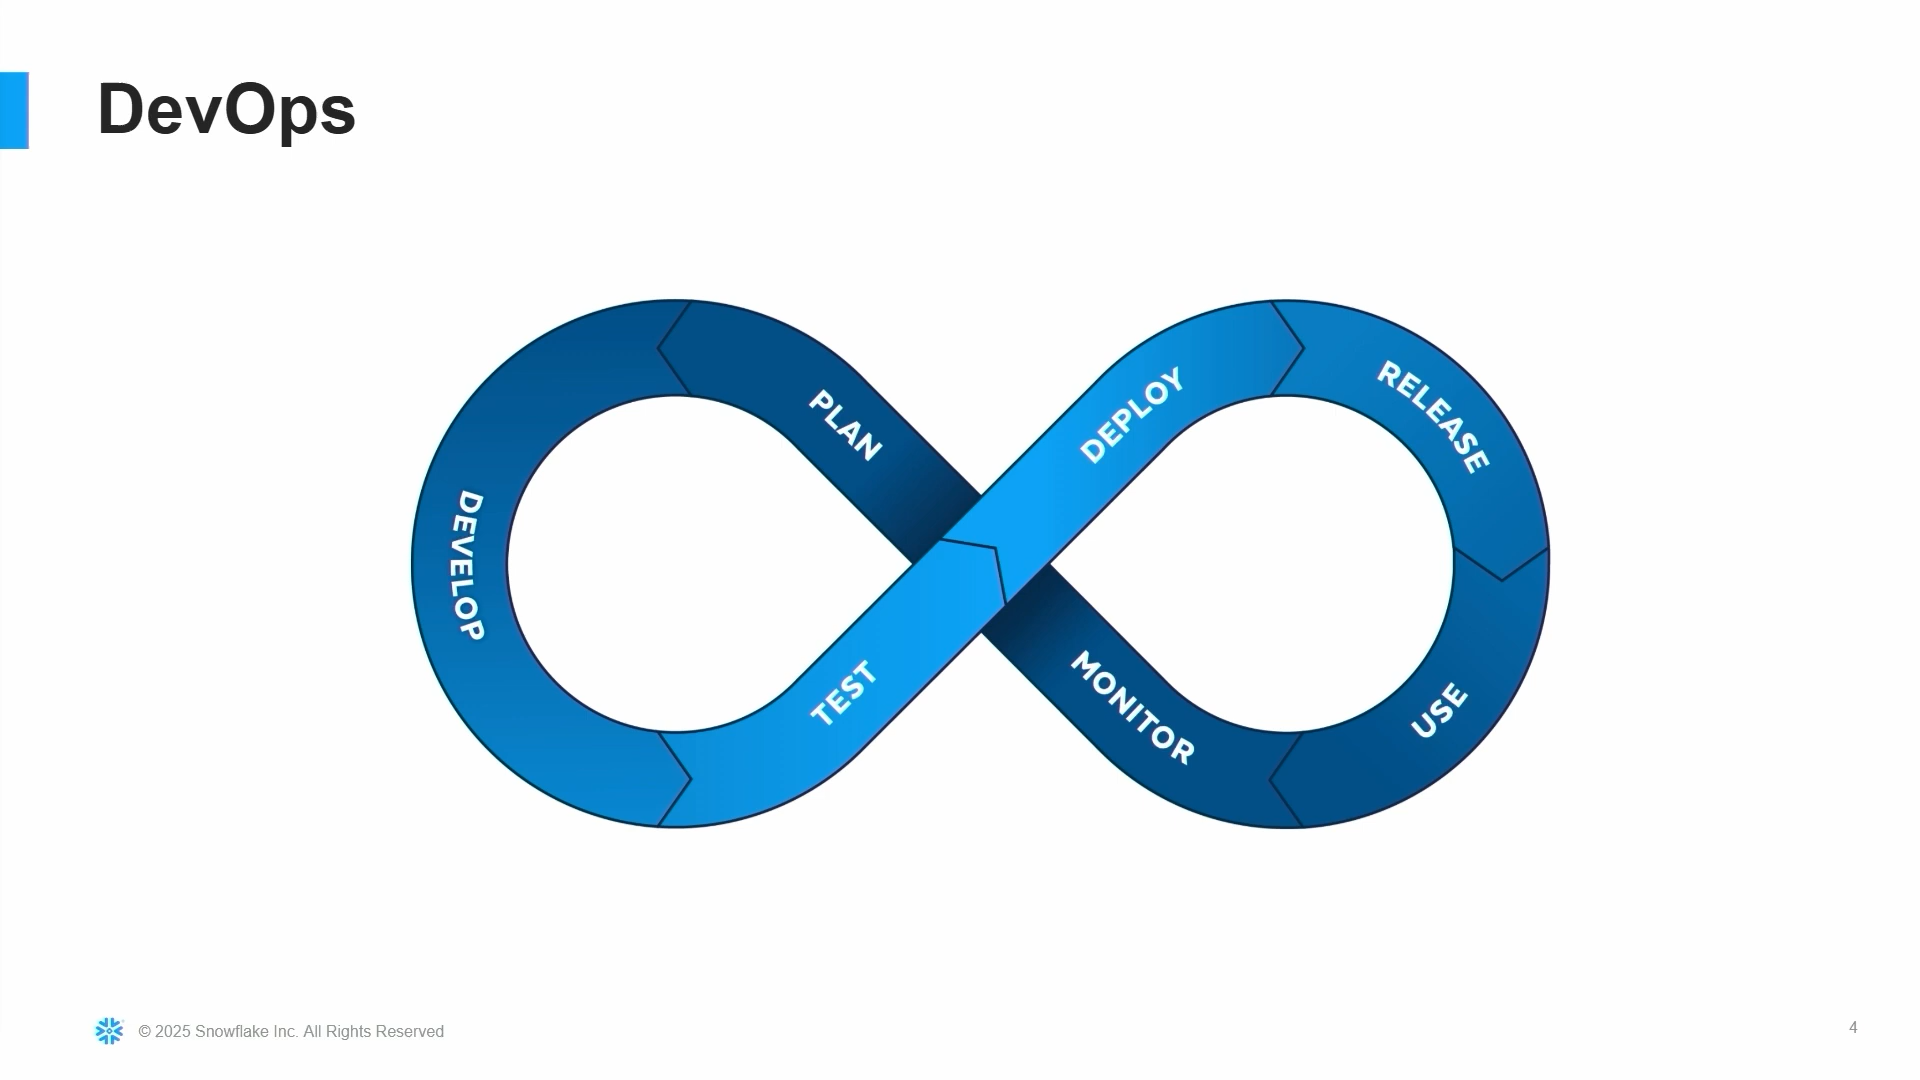 DevOps
PLAN
DEVELOP
TEST
DEPLOY
RELEASE
USE
MONITOR
© 2025 Snowflake Inc. All Rights Reserved
4